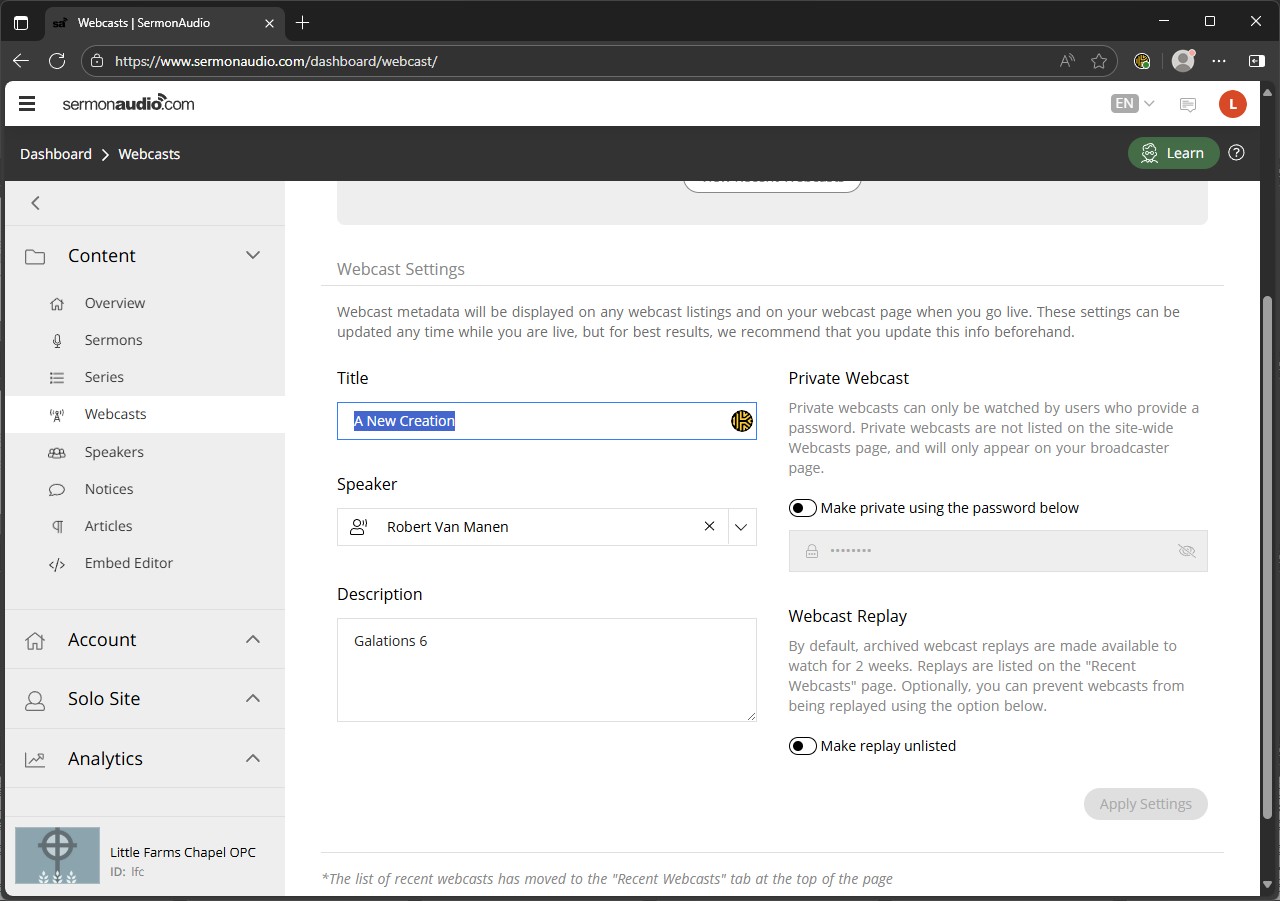 sa Webcasts | SermonAudio
https://www.sermonaudio.com/dashboard/webcast/
sermonaudio.com
EN
L
Dashboard > Webcasts
Learn
Content
Overview
Sermons
Series
Webcasts
Speakers
Notices
Articles
Embed Editor
Account
Solo Site
Analytics
Little Farms Chapel OPC
ID: lfc
Webcast Settings
Webcast metadata will be displayed on any webcast listings and on your webcast page when you go live. These settings can be
updated any time while you are live, but for best results, we recommend that you update this info beforehand.
Title
A New Creation
Speaker
Robert Van Manen
Description
Galations 6
Private Webcast
Private webcasts can only be watched by users who provide a
password. Private webcasts are not listed on the site-wide
Webcasts page, and will only appear on your broadcaster
page.
Make private using the password below
••••••••
Webcast Replay
By default, archived webcast replays are made available to
watch for 2 weeks. Replays are listed on the "Recent
Webcasts" page. Optionally, you can prevent webcasts from
being replayed using the option below.
Make replay unlisted
Apply Settings
*The list of recent webcasts has moved to the "Recent Webcasts" tab at the top of the page